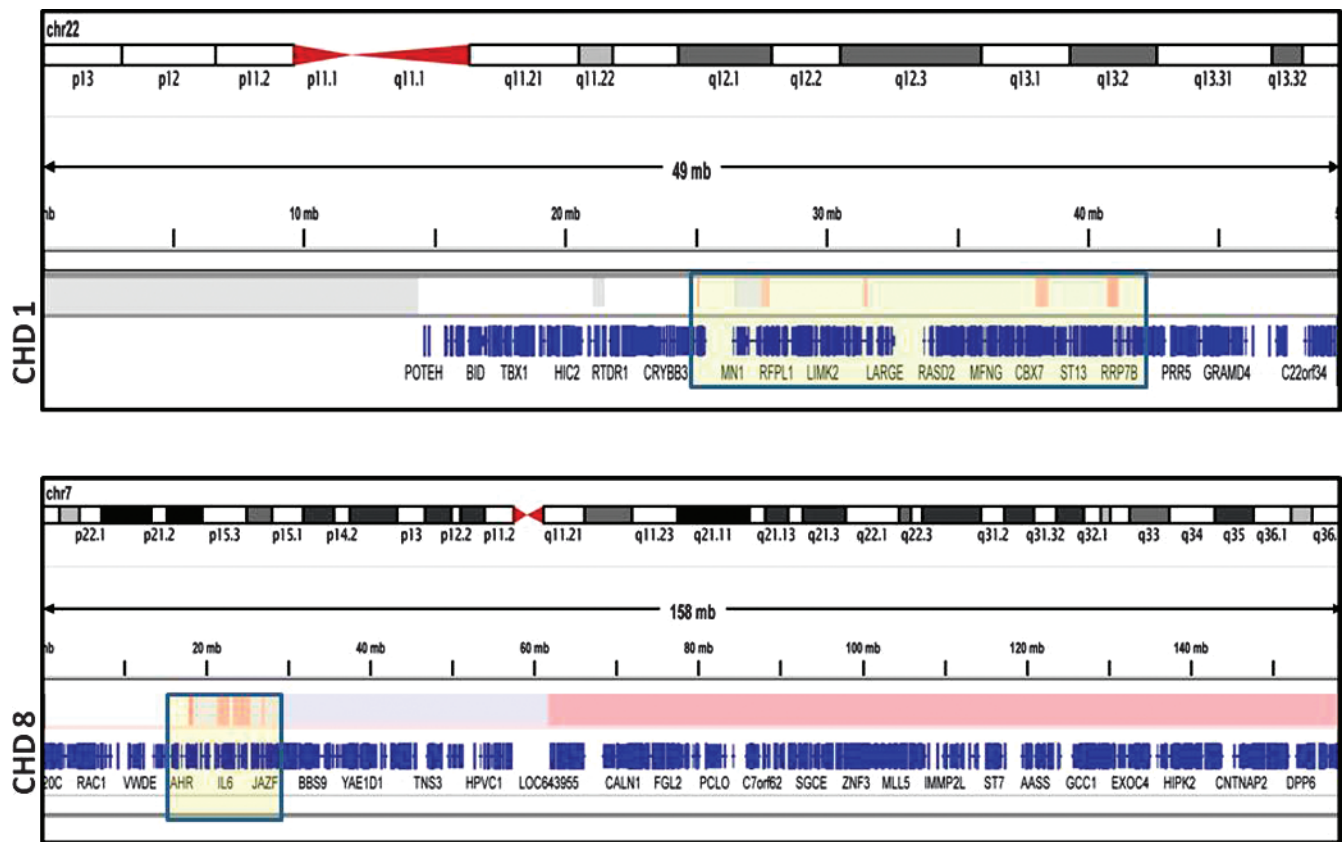 chr22
p13 p12 p11.2 p11.1 q11.1 q11.21 q11.22 q12.1 q12.2 q12.3 q13.1 q13.2 q13.31 q13.32
49 mb
10 mb 20 mb 30 mb 40 mb
CHD 1
POTEH BID TBX1 HIC2 RTDR1 CRYBB3 MN1 RFPL1 LIMK2 LARGE RASD2 MFNG CBX7 ST13 RRP7B PRR5 GRAMD4 C22orf34
chr7
p22.1 p21.2 p15.3 p15.1 p14.2 p13 p12.2 p11.2 q11.21 q11.23 q21.11 q21.13 q21.3 q22.1 q22.3 q31.2 q31.32 q32.1 q33 q34 q35 q36.1 q36.
158 mb
20 mb 40 mb 60 mb 80 mb 100 mb 120 mb 140 mb
CHD 8
RAC1 VWDE AHR IL6 JAZF BBS9 YAE1D1 TNS3 HPVC1 LOC643955 CALN1 FGL2 PCLO C7orf62 SGCE ZNF3 MLL5 IMMP2L ST7 AASS GCC1 EXOC4 HIPK2 CNTNAP2 DPP6